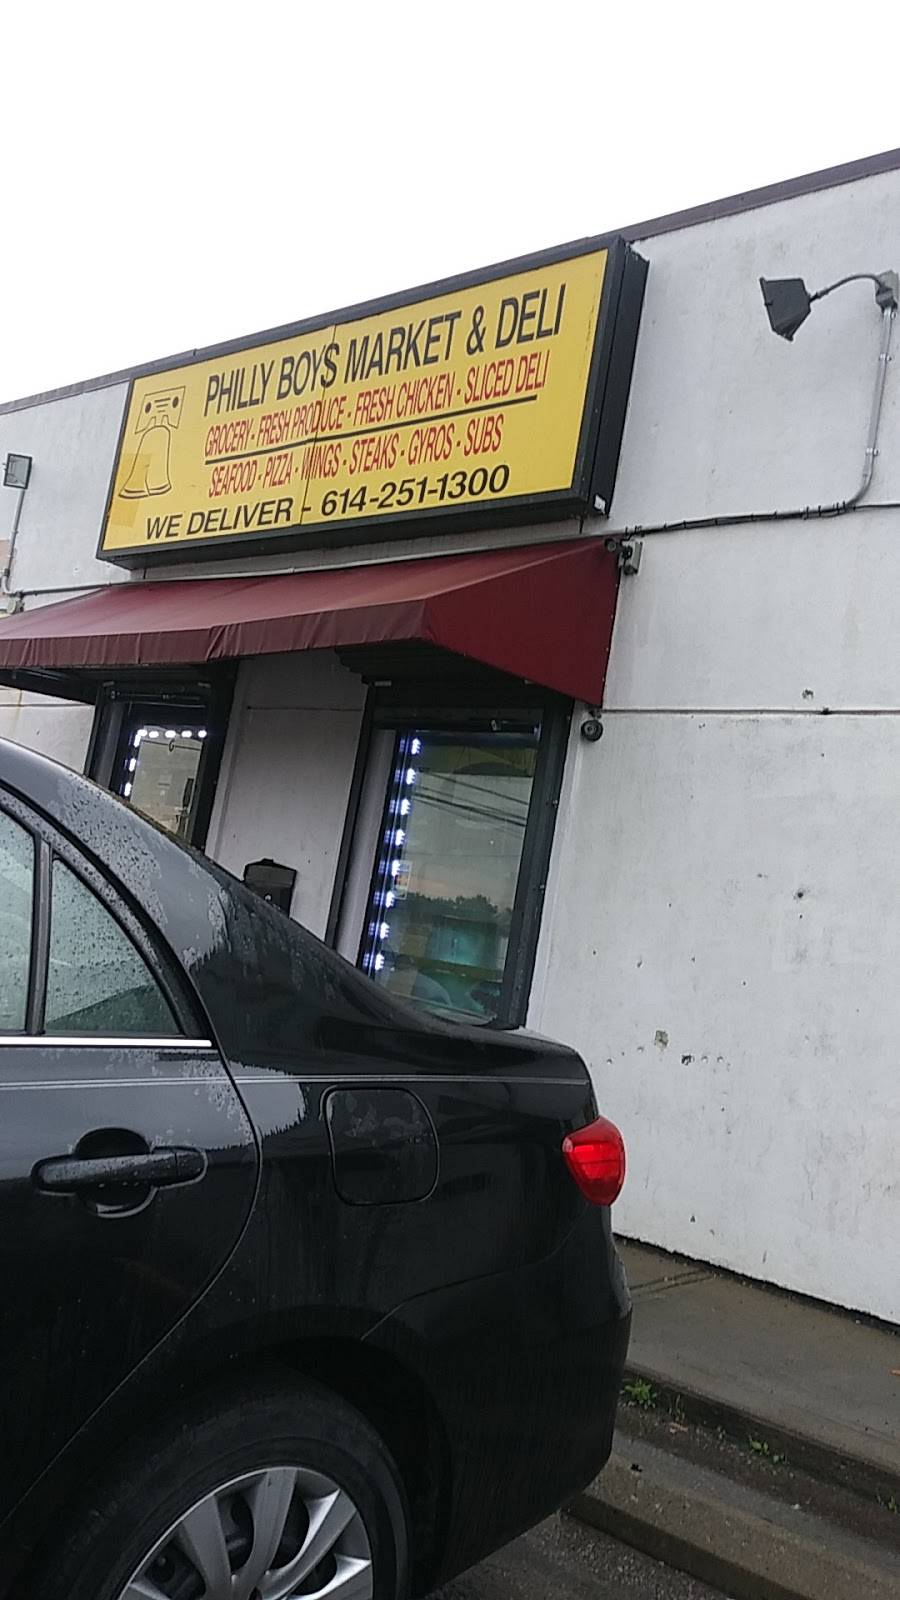 PHILLY BOYS MARKET & DELI
GROCERY - FRESH PRODUCE - FRESH CHICKEN - SLICED DELI
SEAFOOD - PIZZA - WINGS - STEAKS - GYROS - SUBS
WE DELIVER - 614-251-1300